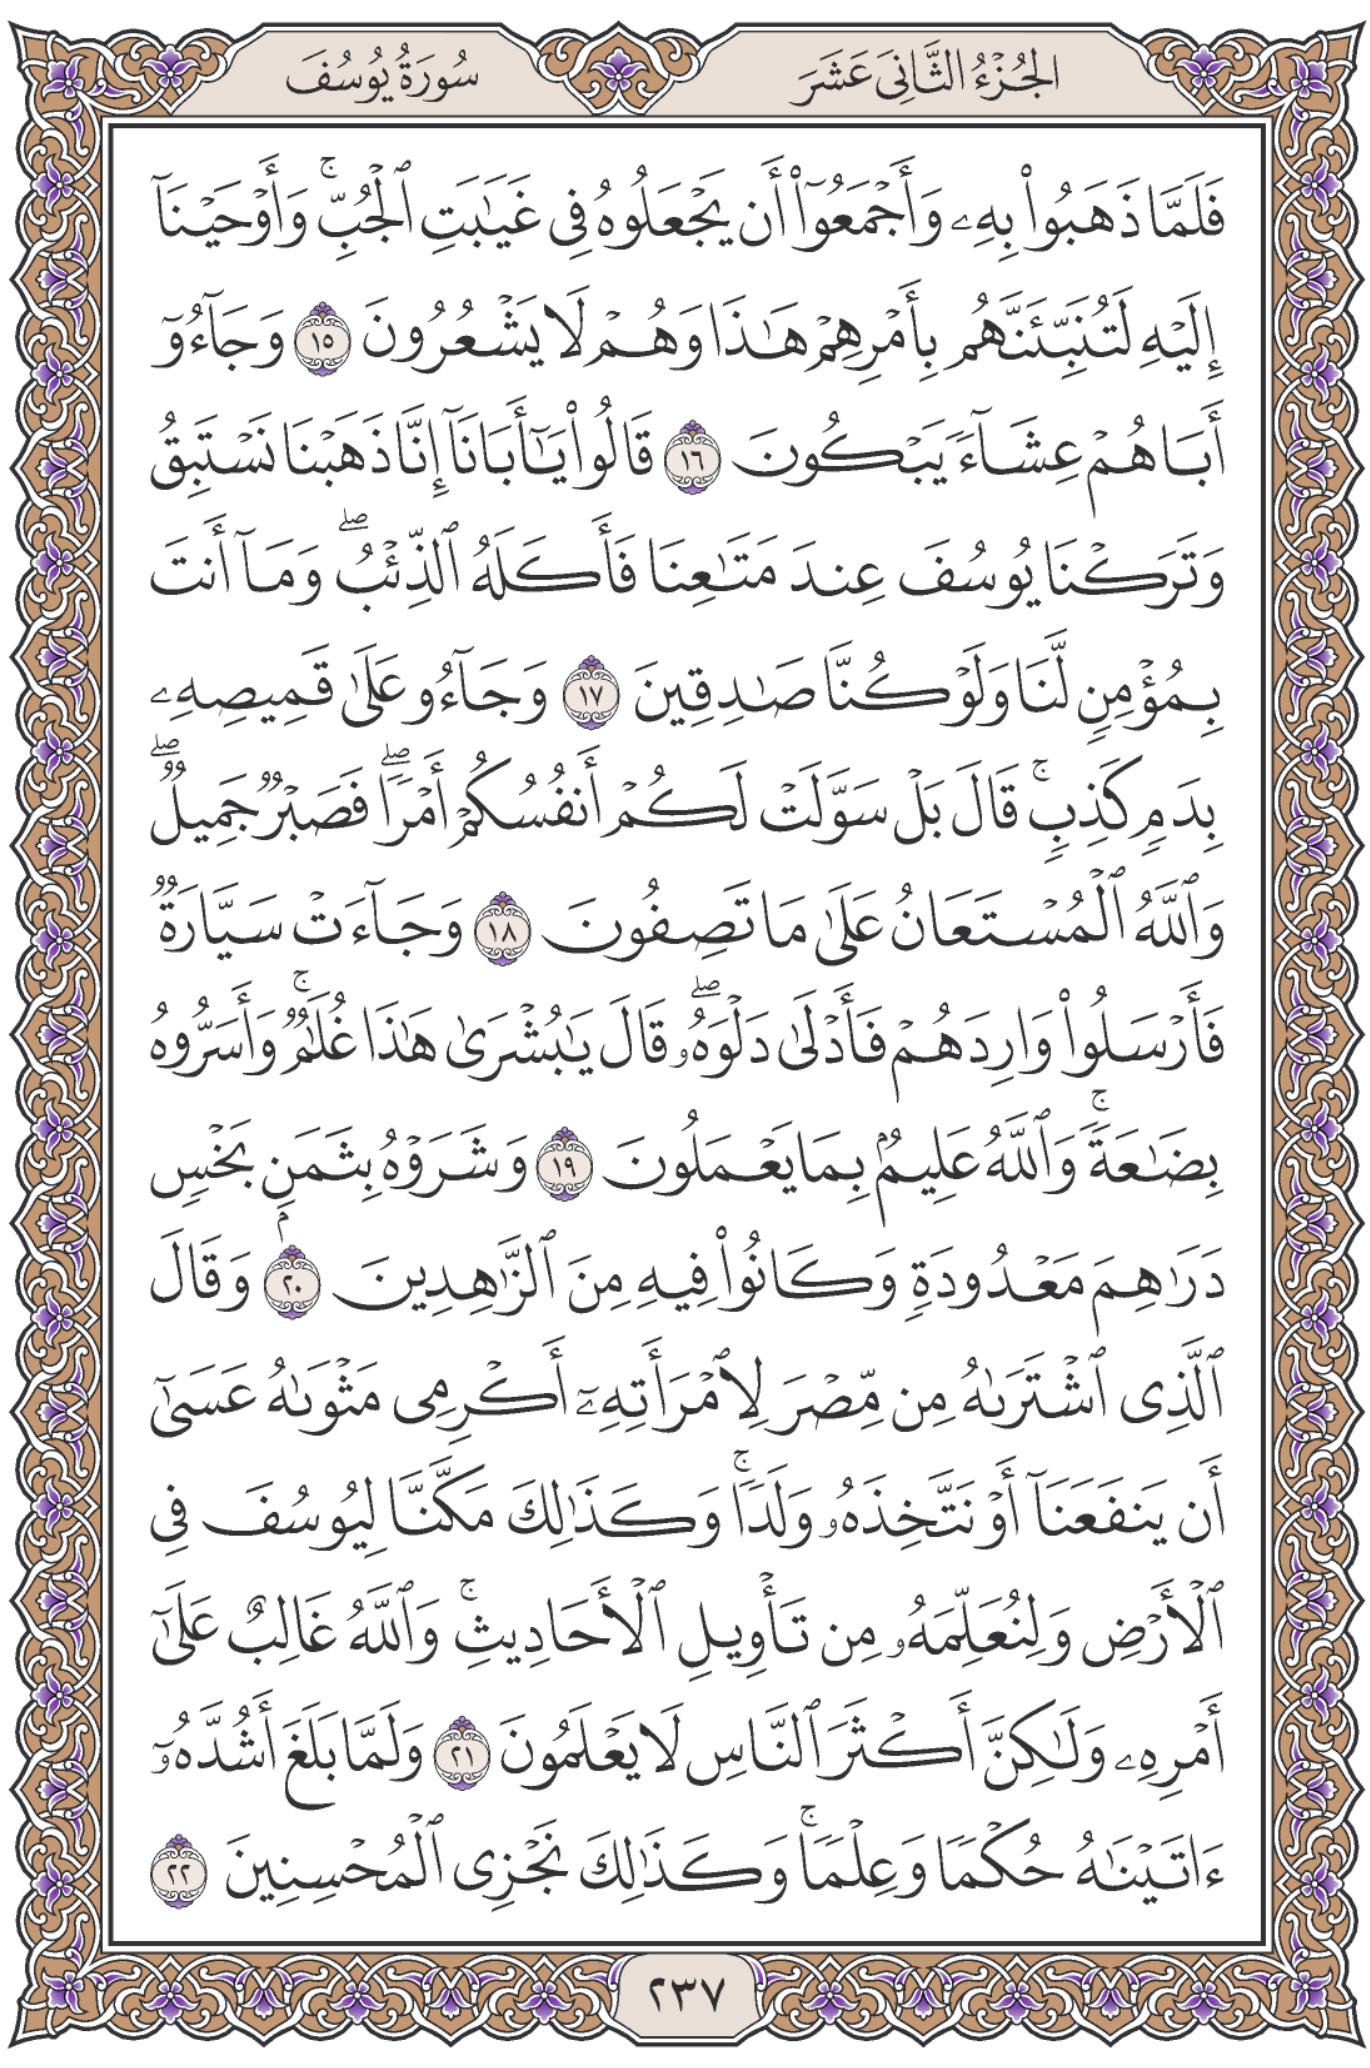 الجُزْءُ الثَّانِيَ عَشَرَ
سُورَةُ يُوسُفَ
فَلَمَّا ذَهَبُوا۟ بِهِۦ وَأَجْمَعُوٓا۟ أَن يَجْعَلُوهُ فِى غَيَـٰبَتِ ٱلْجُبِّ ۚ وَأَوْحَيْنَآ
إِلَيْهِ لَتُنَبِّئَنَّهُم بِأَمْرِهِمْ هَـٰذَا وَهُمْ لَا يَشْعُرُونَ ١٥ وَجَآءُوٓ
أَبَاهُمْ عِشَآءً يَبْكُونَ ١٦ قَالُوا۟ يَـٰٓأَبَانَآ إِنَّا ذَهَبْنَا نَسْتَبِقُ
وَتَرَكْنَا يُوسُفَ عِندَ مَتَـٰعِنَا فَأَكَلَهُ ٱلذِّئْبُ ۖ وَمَآ أَنتَ
بِمُؤْمِنٍ لَّنَا وَلَوْ كُنَّا صَـٰدِقِينَ ١٧ وَجَآءُو عَلَىٰ قَمِيصِهِۦ
بِدَمٍ كَذِبٍ ۚ قَالَ بَلْ سَوَّلَتْ لَكُمْ أَنفُسُكُمْ أَمْرًا ۖ فَصَبْرٌ جَمِيلٌ ۖ
وَٱللَّهُ ٱلْمُسْتَعَانُ عَلَىٰ مَا تَصِفُونَ ١٨ وَجَآءَتْ سَيَّارَةٌ
فَأَرْسَلُوا۟ وَارِدَهُمْ فَأَدْلَىٰ دَلْوَهُۥ ۖ قَالَ يَـٰبُشْرَىٰ هَـٰذَا غُلَـٰمٌ ۚ وَأَسَرُّوهُ
بِضَـٰعَةً ۚ وَٱللَّهُ عَلِيمٌۢ بِمَا يَعْمَلُونَ ١٩ وَشَرَوْهُ بِثَمَنٍۭ بَخْسٍ
دَرَٰهِمَ مَعْدُودَةٍ وَكَانُوا۟ فِيهِ مِنَ ٱلزَّٰهِدِينَ ٢٠ وَقَالَ
ٱلَّذِى ٱشْتَرَىٰهُ مِن مِّصْرَ لِٱمْرَأَتِهِۦٓ أَكْرِمِى مَثْوَىٰهُ عَسَىٰٓ
أَن يَنفَعَنَآ أَوْ نَتَّخِذَهُۥ وَلَدًا ۚ وَكَذَٰلِكَ مَكَّنَّا لِيُوسُفَ فِى
ٱلْأَرْضِ وَلِنُعَلِّمَهُۥ مِن تَأْوِيلِ ٱلْأَحَادِيثِ ۚ وَٱللَّهُ غَالِبٌ عَلَىٰٓ
أَمْرِهِۦ وَلَـٰكِنَّ أَكْثَرَ ٱلنَّاسِ لَا يَعْلَمُونَ ٢١ وَلَمَّا بَلَغَ أَشُدَّهُۥٓ
ءَاتَيْنَـٰهُ حُكْمًا وَعِلْمًا ۚ وَكَذَٰلِكَ نَجْزِى ٱلْمُحْسِنِينَ ٢٢
٢٣٧